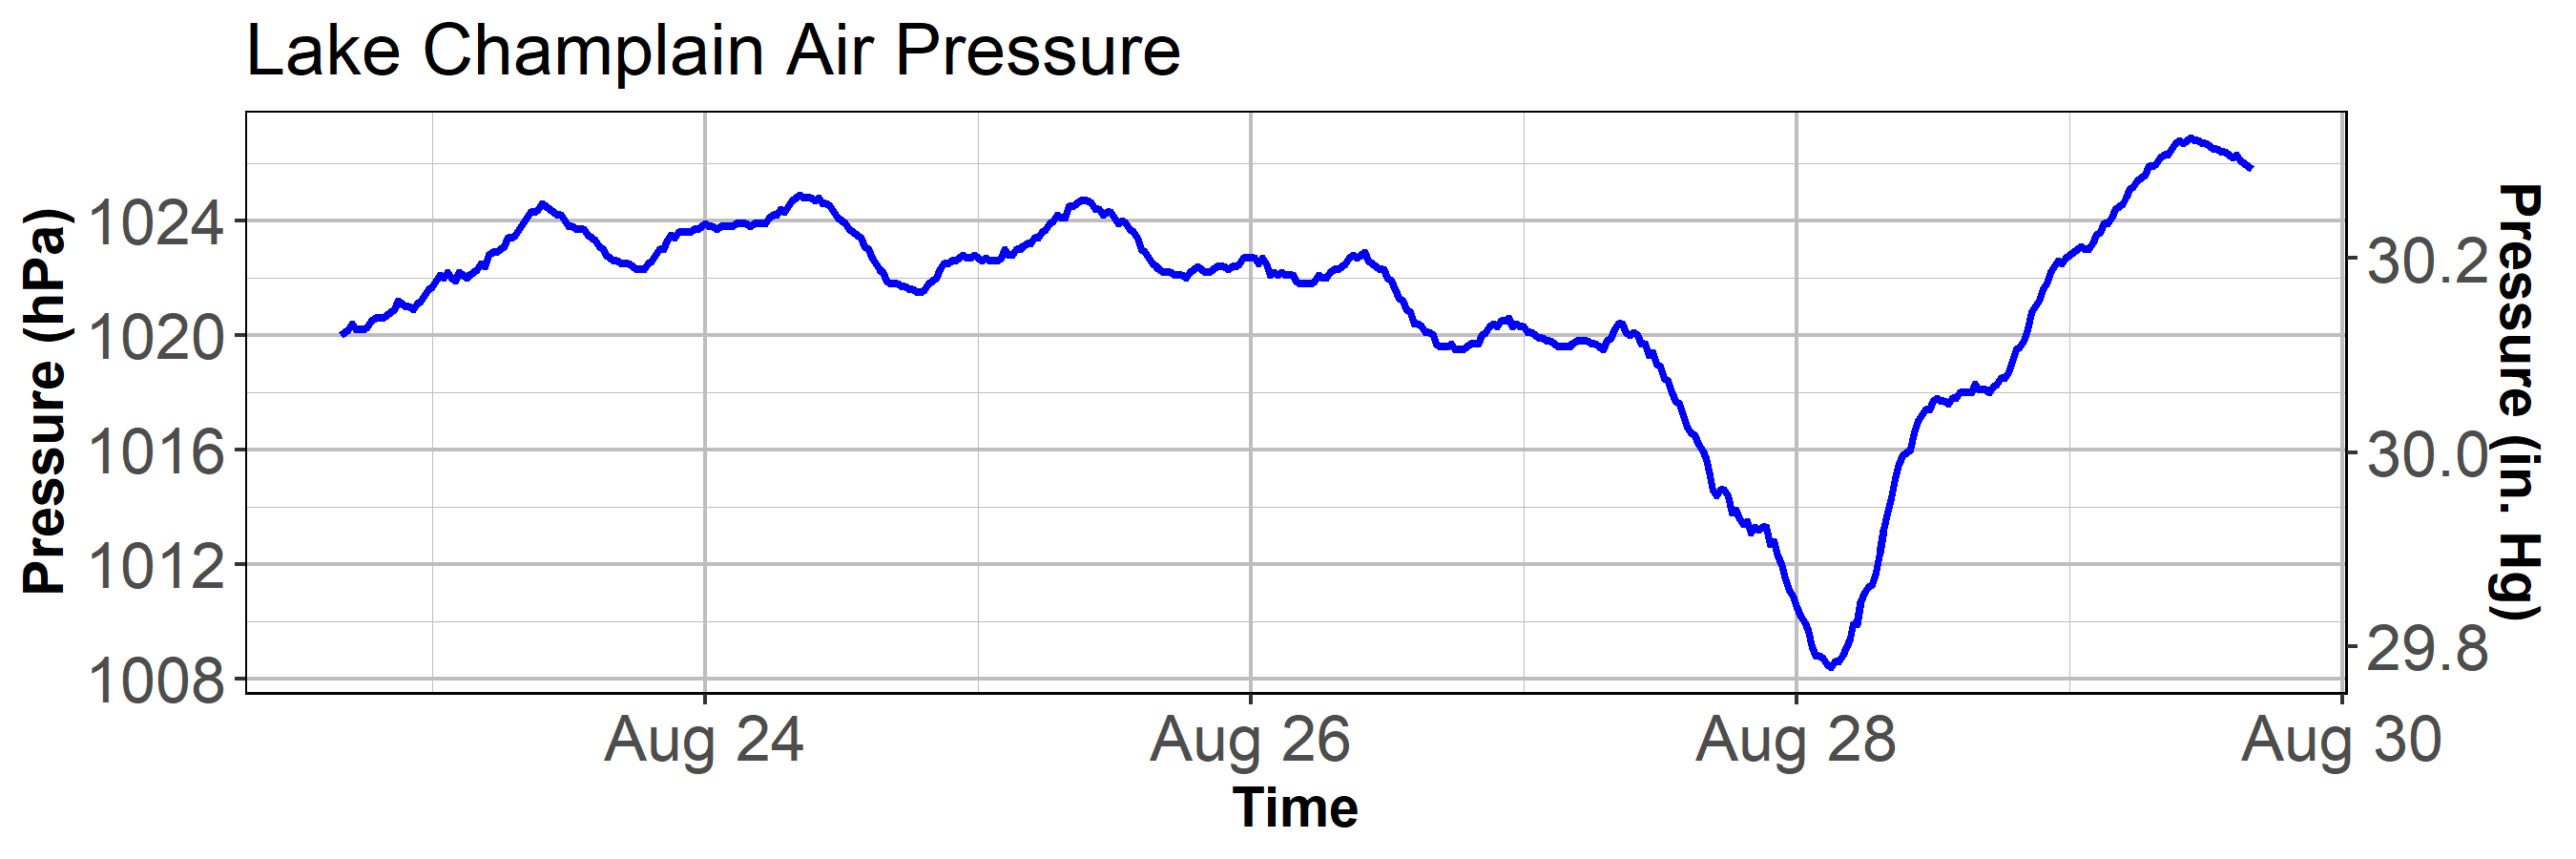 Lake Champlain Air Pressure
Pressure (hPa)
1024
1020
1016
1012
1008
30.2
30.0
29.8
Pressure (in. Hg)
Aug 24 Aug 26 Aug 28 Aug 30
Time